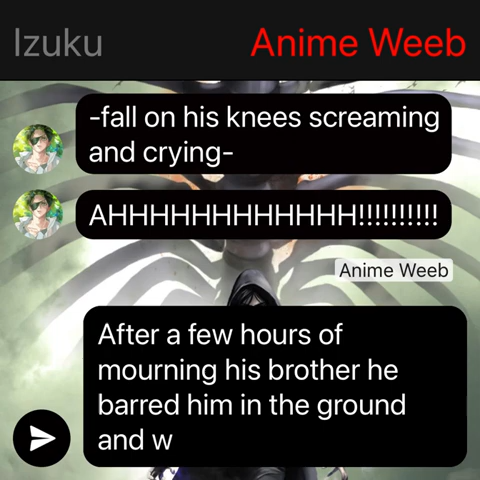 Izuku
Anime Weeb
-fall on his knees screaming
and crying-
AHHHHHHHHHHHHH!!!!!!!!!!
Anime Weeb
After a few hours of
mourning his brother he
barred him in the ground
and w